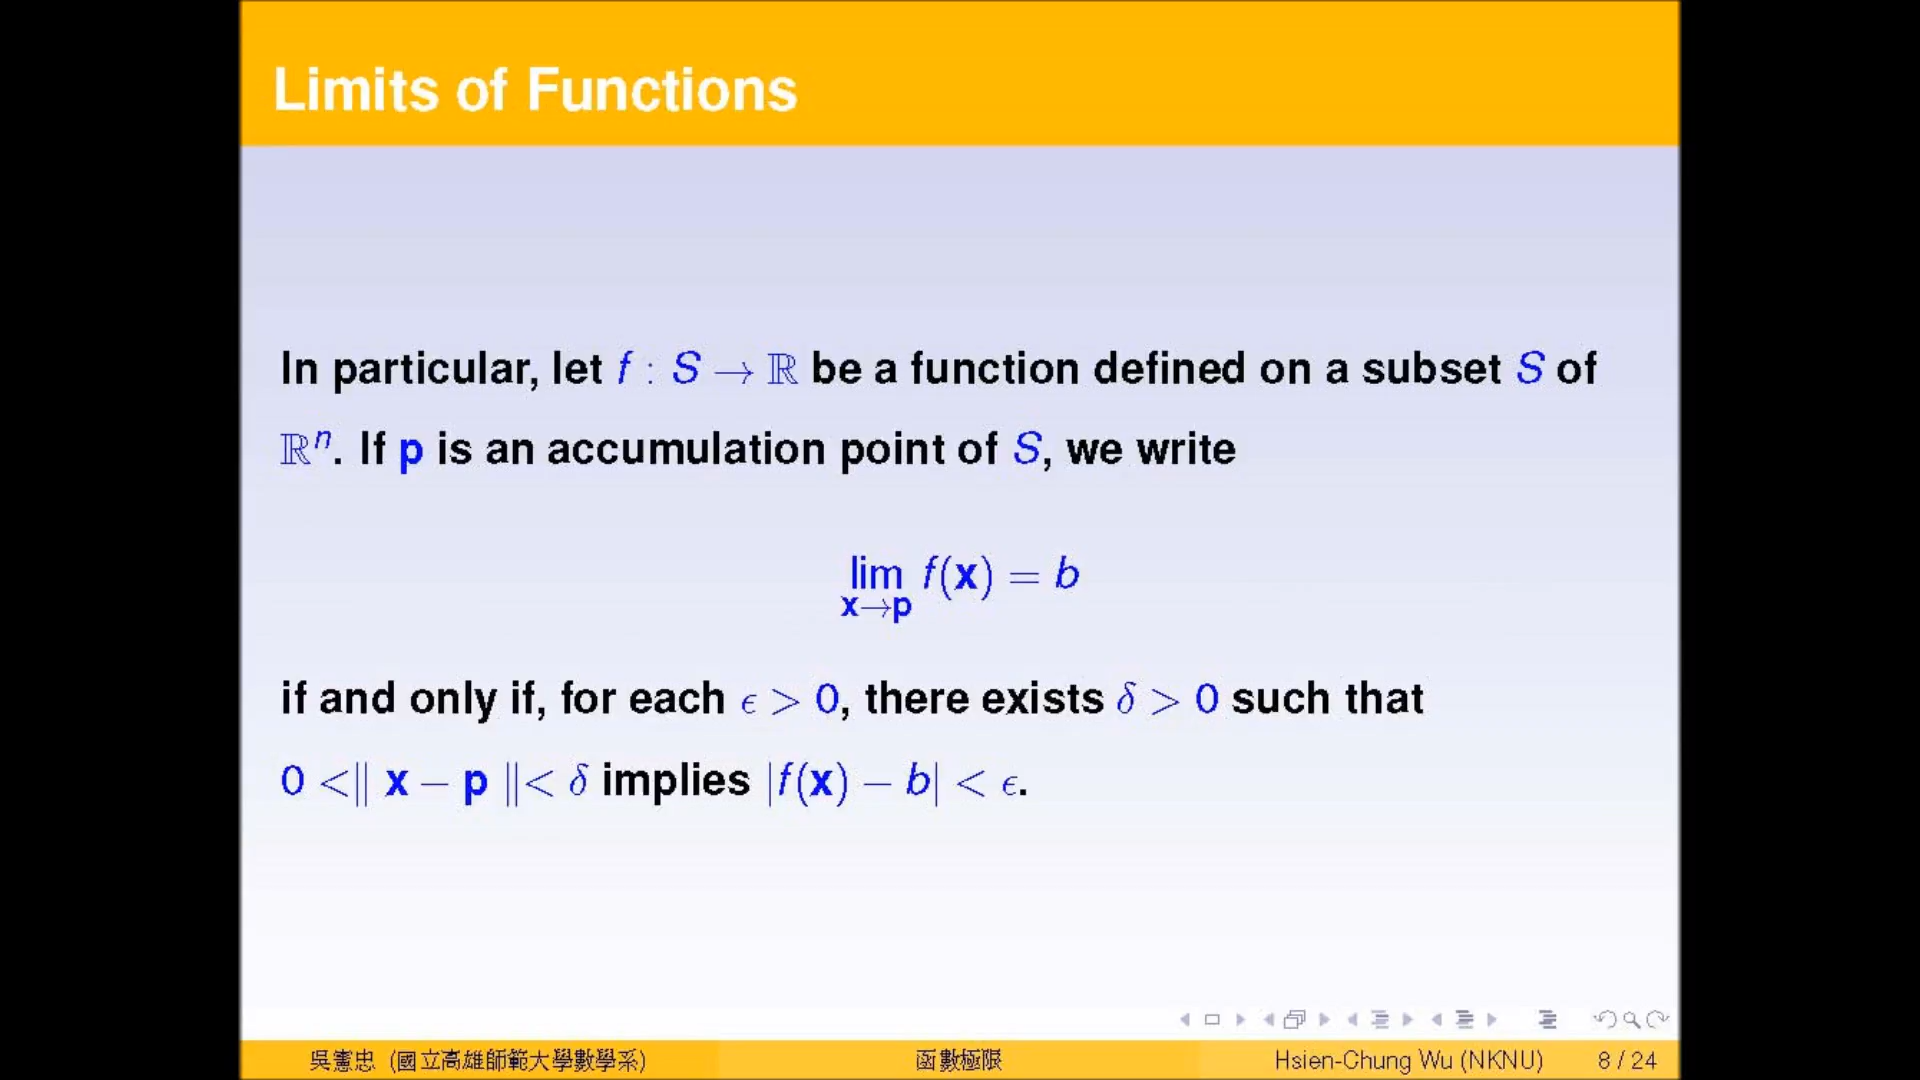 Limits of Functions
In particular, let f : S → ℝ be a function defined on a subset S of
ℝⁿ. If p is an accumulation point of S, we write
lim f(x) = b
x→p
if and only if, for each ϵ > 0, there exists δ > 0 such that
0 <∥ x − p ∥< δ implies |f(x) − b| < ϵ.
吳憲忠 (國立高雄師範大學數學系) 函數極限 Hsien-Chung Wu (NKNU) 8 / 24